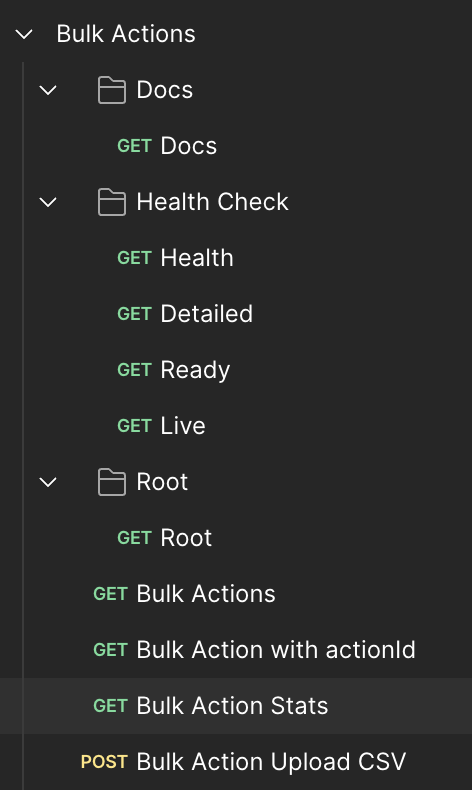 Bulk Actions
Docs
GET Docs
Health Check
GET Health
GET Detailed
GET Ready
GET Live
Root
GET Root
GET Bulk Actions
GET Bulk Action with actionId
GET Bulk Action Stats
POST Bulk Action Upload CSV